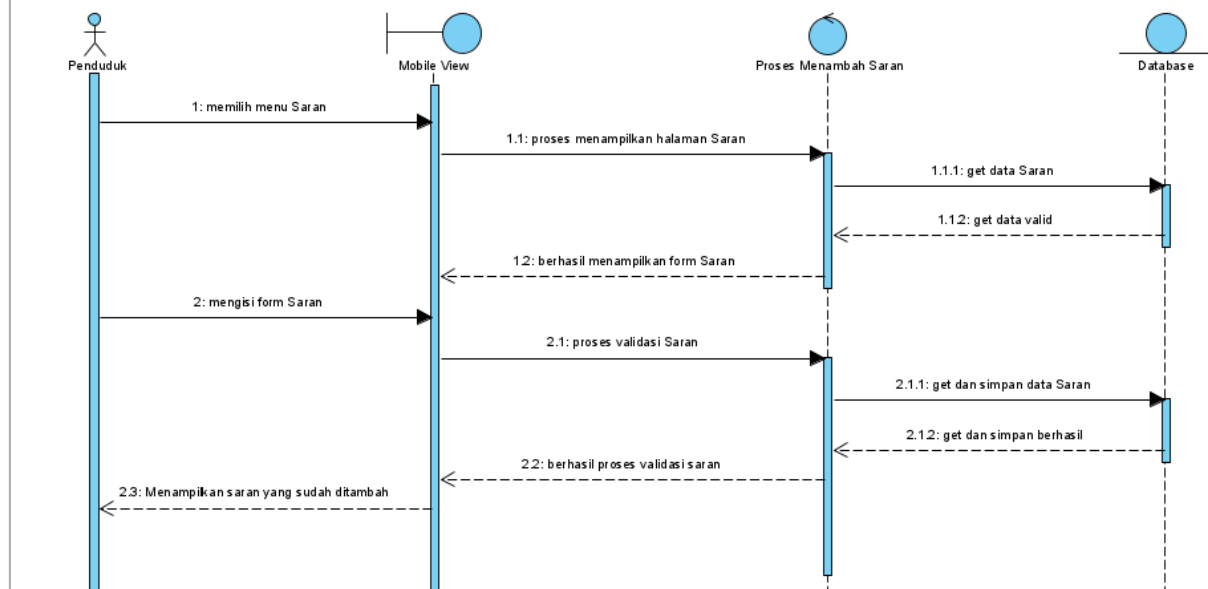 Penduduk
Mobile View
Proses Menambah Saran
Database
1: memilih menu Saran
1.1: proses menampilkan halaman Saran
1.1.1: get data Saran
1.1.2: get data valid
1.2: berhasil menampilkan form Saran
2: mengisi form Saran
2.1: proses validasi Saran
2.1.1: get dan simpan data Saran
2.1.2: get dan simpan berhasil
2.2: berhasil proses validasi saran
2.3: Menampilkan saran yang sudah ditambah